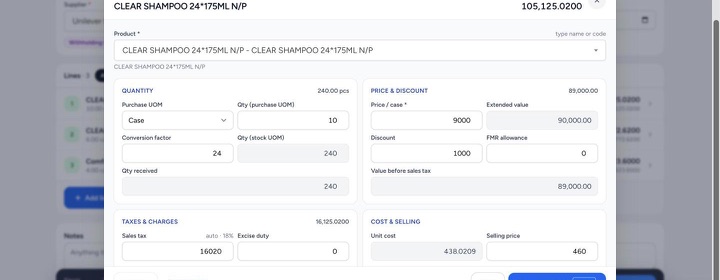 CLEAR SHAMPOO 24*175ML N/P 105,125.0200
Product * type name or code
CLEAR SHAMPOO 24*175ML N/P - CLEAR SHAMPOO 24*175ML N/P
CLEAR SHAMPOO 24*175ML N/P
QUANTITY 240.00 pcs
Purchase UOM Qty (purchase UOM)
Case 10
Conversion factor Qty (stock UOM)
24 240
Qty received
240
PRICE & DISCOUNT 89,000.00
Price / case * Extended value
9000 90,000.00
Discount FMR allowance
1000 0
Value before sales tax
89,000.00
TAXES & CHARGES 16,125.0200
Sales tax auto · 18% Excise duty
16020 0
COST & SELLING
Unit cost Selling price
438.0209 460
Supplier *
Lines
Notes